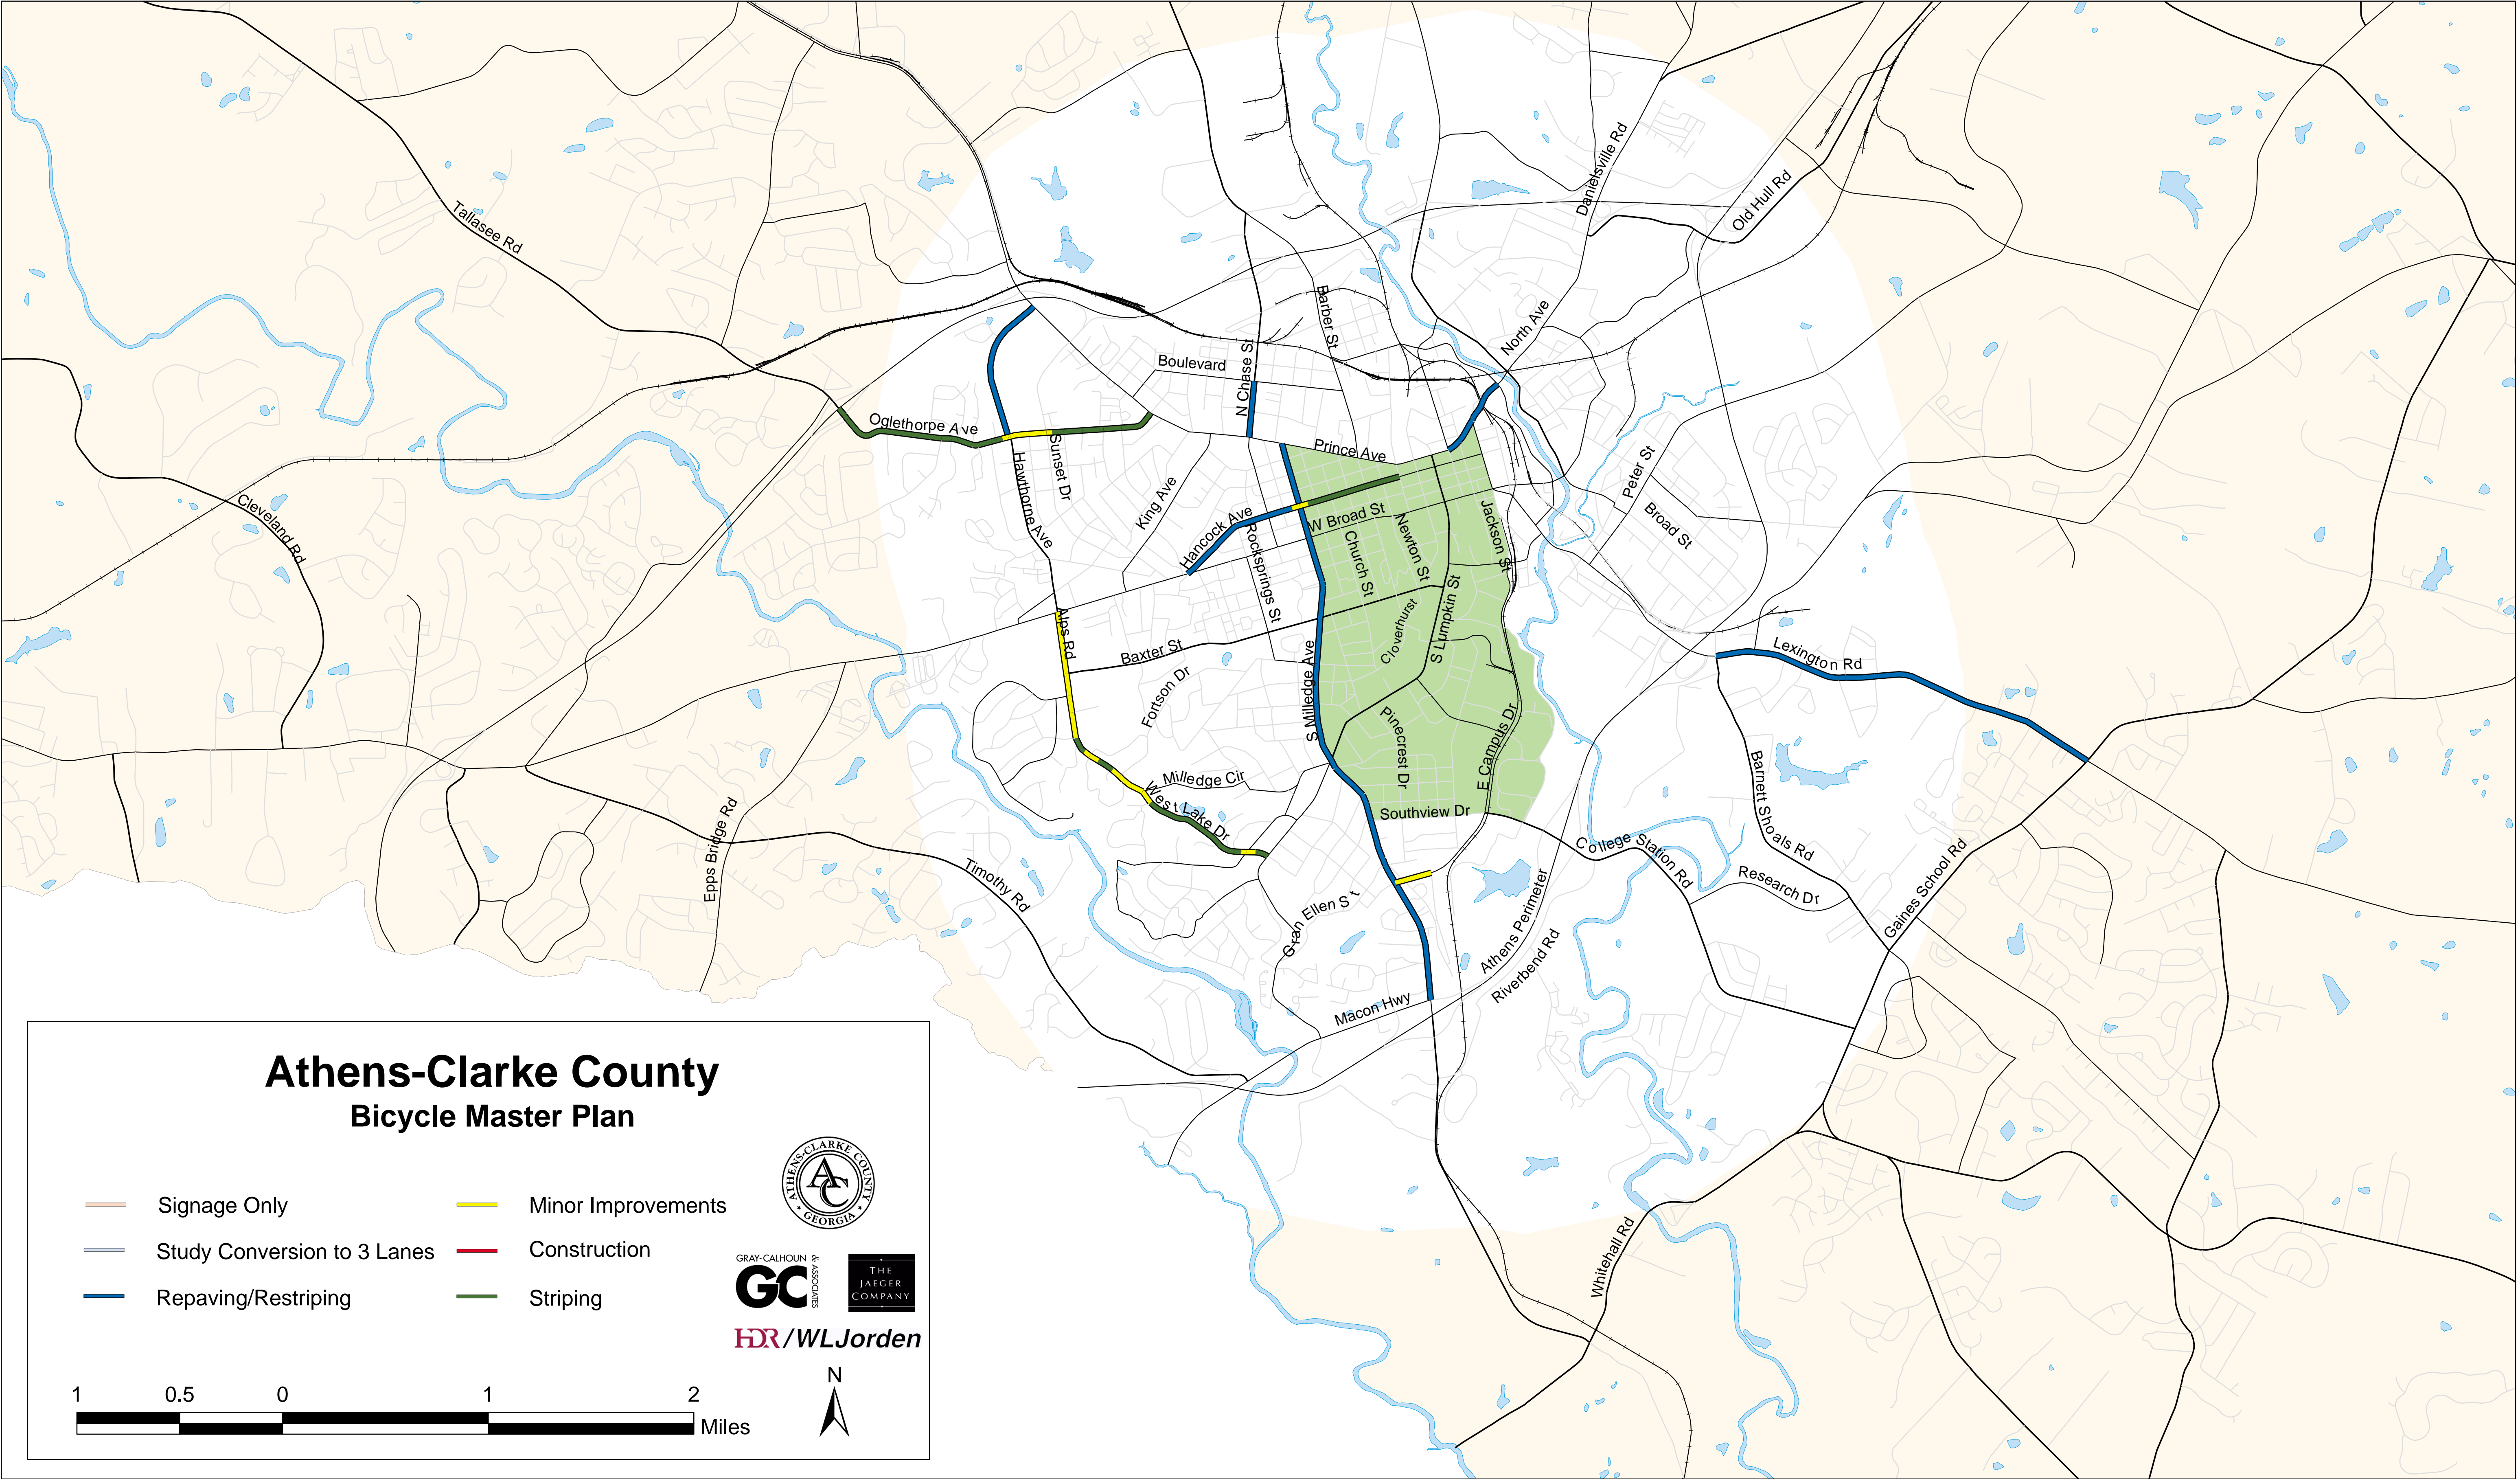 Danielsville Rd
Old Hull Rd
Tallasee Rd
Barber St
North Ave
N Chase St
Boulevard
Oglethorpe Ave
Sunset Dr
Hawthorne Ave
Prince Ave
King Ave
Peter St
Cleveland Rd
Hancock Ave
W Broad St
Rocksprings St
Church St
Newton St
Jackson St
Broad St
Cloverhurst
S Lumpkin St
Alps Rd
Baxter St
Lexington Rd
Fortson Dr
S Milledge Ave
Pinecrest Dr
E Campus Dr
Barnett Shoals Rd
Milledge Cir
West Lake Dr
Southview Dr
College Station Rd
Epps Bridge Rd
Timothy Rd
Research Dr
Gaines School Rd
Gran Ellen St
Athens Perimeter
Riverbend Rd
Macon Hwy
Whitehall Rd
Athens-Clarke County
Bicycle Master Plan
Signage Only
Study Conversion to 3 Lanes
Repaving/Restriping
Minor Improvements
Construction
Striping
ATHENS-CLARKE COUNTY
AC
GEORGIA
GRAY-CALHOUN
& ASSOCIATES
GC
THE
JAEGER
COMPANY
HDR/WLJorden
N
1 0.5 0 1 2
Miles